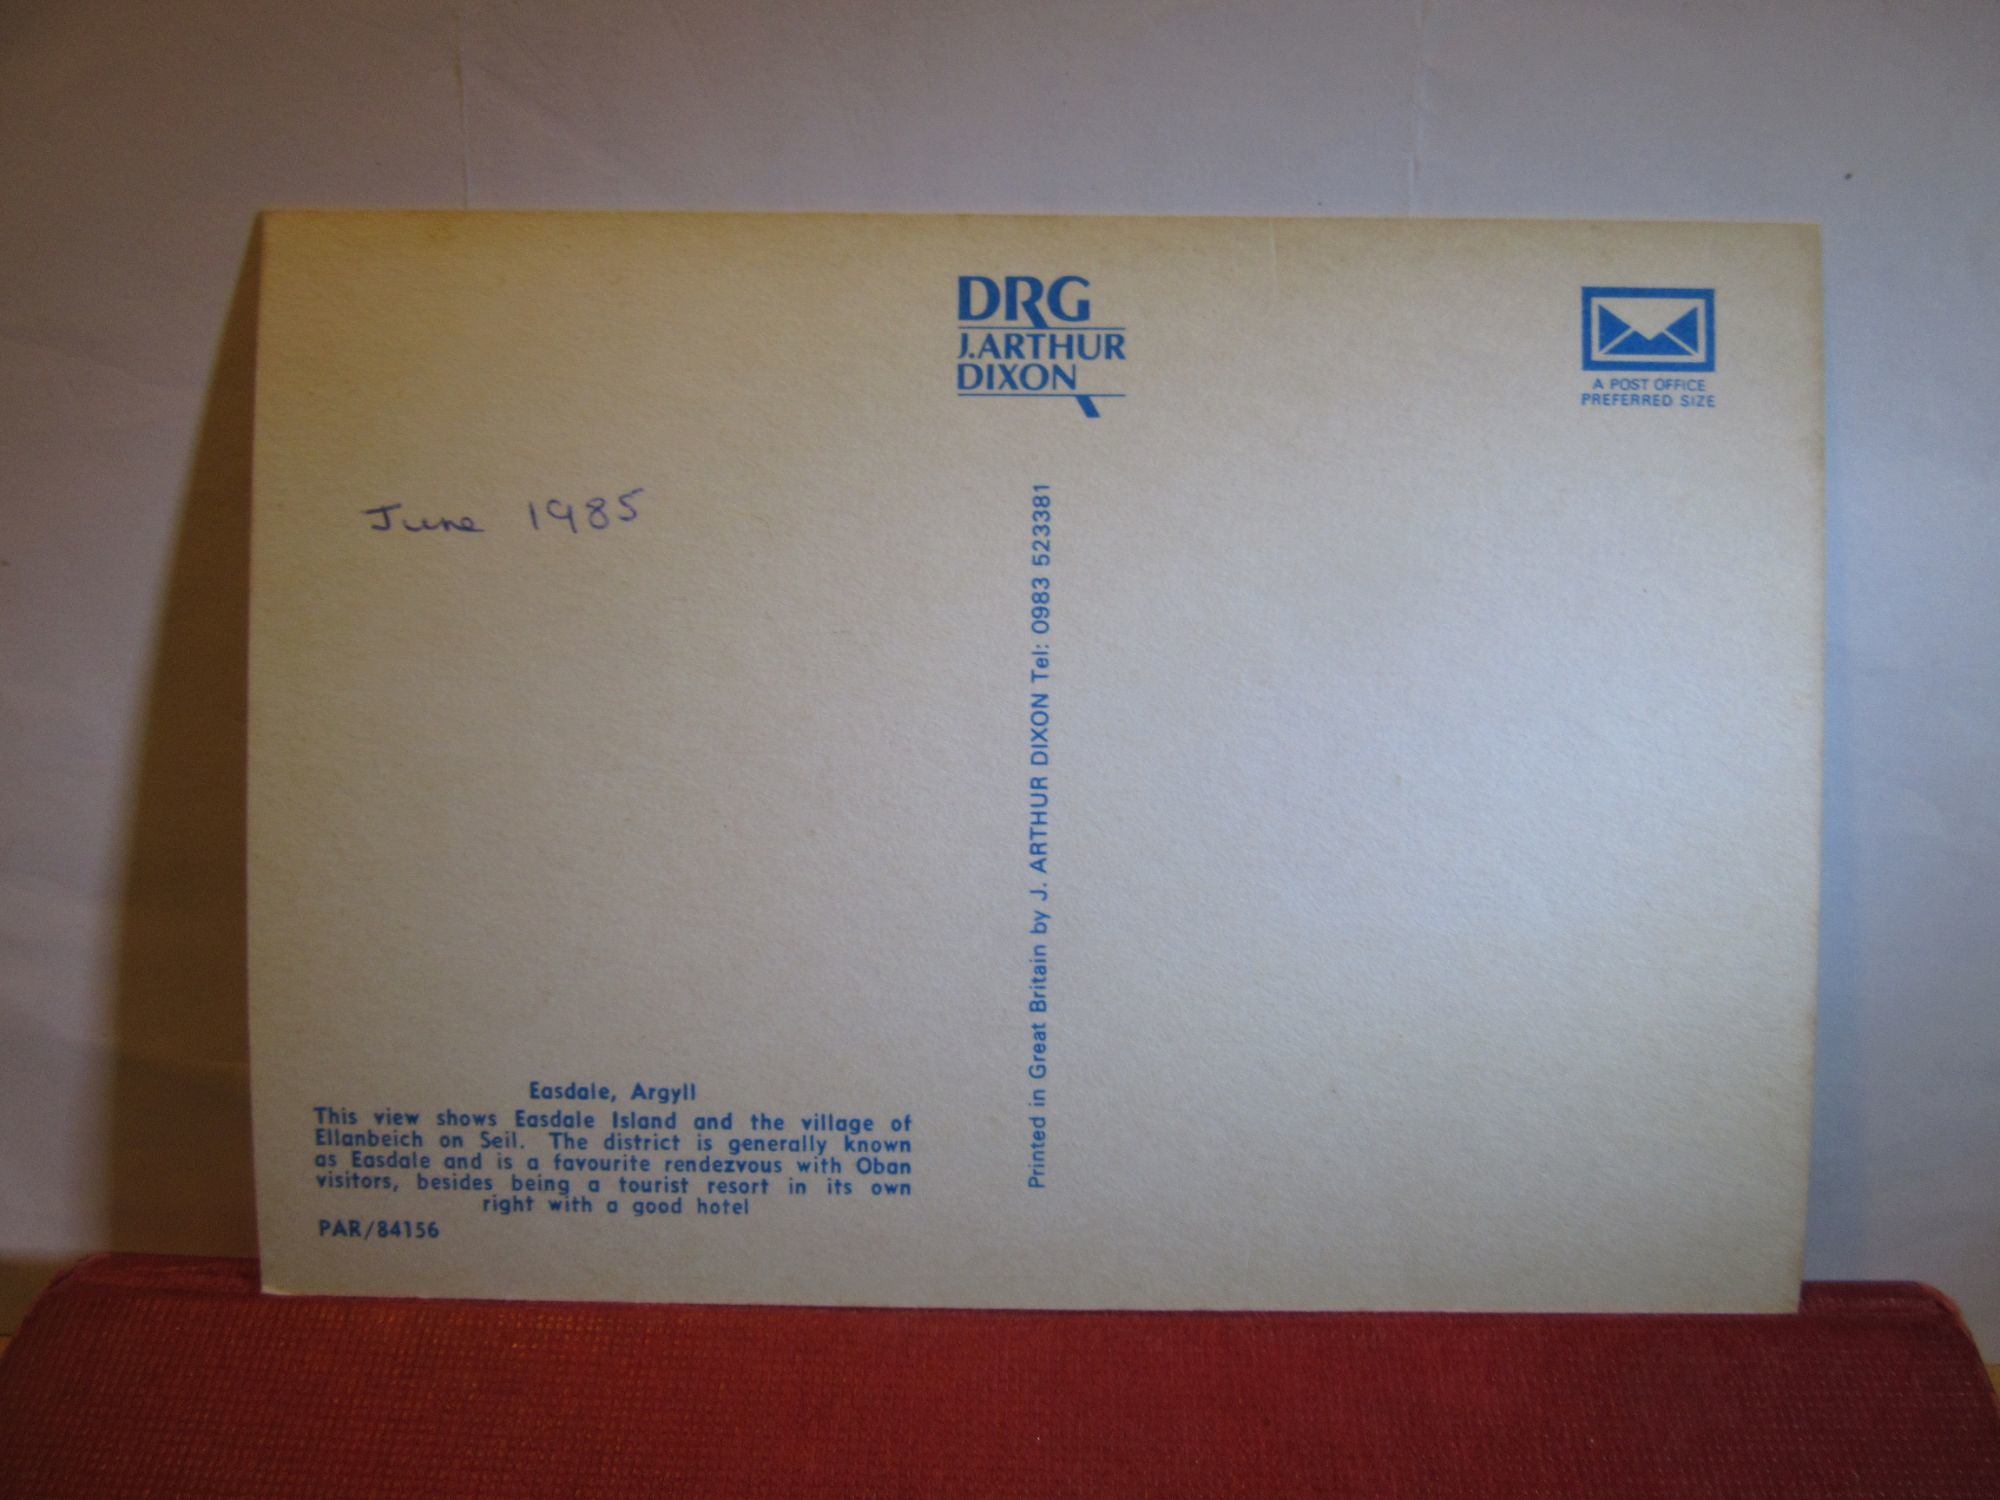 DRG
J.ARTHUR
DIXON
A POST OFFICE
PREFERRED SIZE
June 1985
Printed in Great Britain by J. ARTHUR DIXON Tel: 0983 523381
Easdale, Argyll
This view shows Easdale Island and the village of
Ellanbeich on Seil. The district is generally known
as Easdale and is a favourite rendezvous with Oban
visitors, besides being a tourist resort in its own
right with a good hotel
PAR/84156